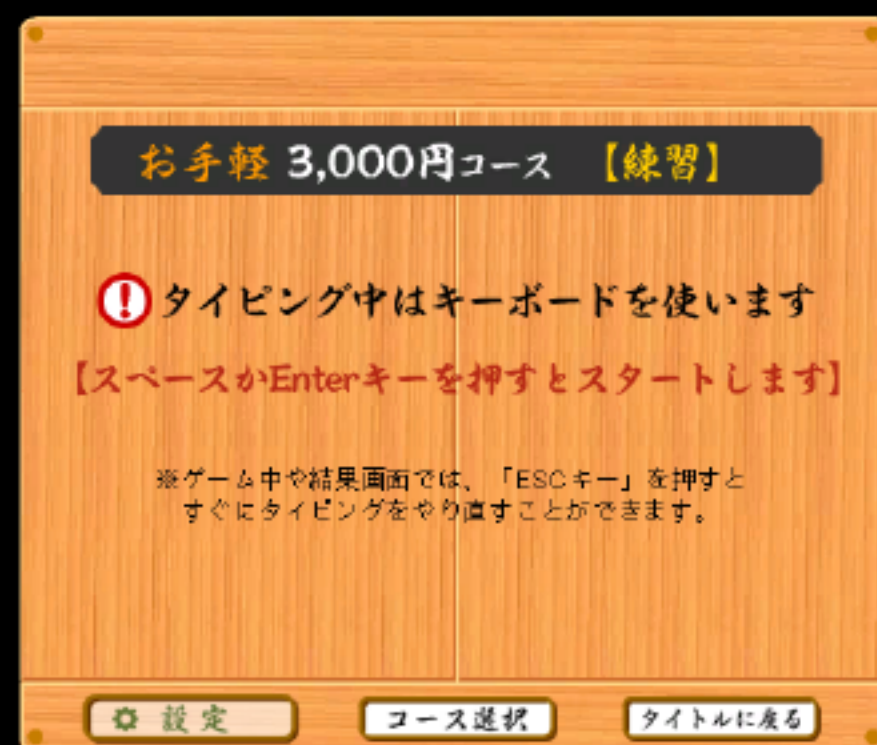 お手軽 3,000円コース 【練習】
! タイピング中はキーボードを使います
【スペースかEnterキーを押すとスタートします】
※ゲーム中や結果画面では、「ESCキー」を押すと
すぐにタイピングをやり直すことができます。
設定 コース選択 タイトルに戻る